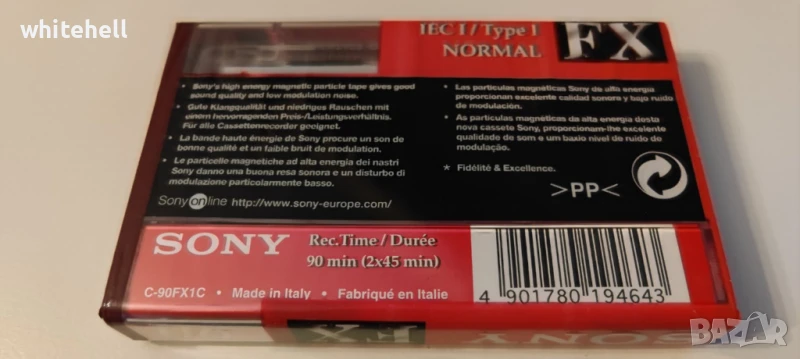 whitehell
IEC I / Type I
NORMAL
FX
• Sony's high energy magnetic particle tape gives good
sound quality and low modulation noise.
• Gute Klangqualität und niedriges Rauschen mit
einem hervorragenden Preis-/Leistungsverhältnis.
Für alle Cassettenrecorder geeignet.
• La bande haute énergie de Sony procure un son de
bonne qualité et un faible bruit de modulation.
• Le particelle magnetiche ad alta energia dei nastri
Sony danno una buona resa sonora e un disturbo di
modulazione particolarmente basso.
Sony online http://www.sony-europe.com/
• Las partículas magnéticas Sony de alta energía
proporcionan excelente calidad sonora y bajo ruido
de modulación.
• As partículas magnéticas da alta energia desta
nova cassete Sony, proporcionam-lhe excelente
qualidade de som e um baixo nível de ruído de
modulação.
* Fidélité & Excellence.
>PP<
SONY
Rec.Time / Durée
90 min (2x45 min)
C-90FX1C • Made in Italy • Fabriqué en Italie
4 901780 194643
FX
SONY
BAZAR.BG